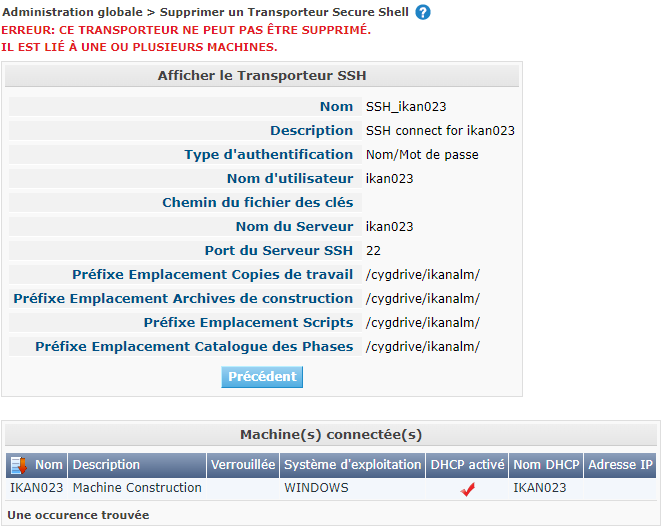 Administration globale > Supprimer un Transporteur Secure Shell ?
ERREUR: CE TRANSPORTEUR NE PEUT PAS ÊTRE SUPPRIMÉ.
IL EST LIÉ À UNE OU PLUSIEURS MACHINES.
Afficher le Transporteur SSH
Nom SSH_ikan023
Description SSH connect for ikan023
Type d'authentification Nom/Mot de passe
Nom d'utilisateur ikan023
Chemin du fichier des clés
Nom du Serveur ikan023
Port du Serveur SSH 22
Préfixe Emplacement Copies de travail /cygdrive/ikanalm/
Préfixe Emplacement Archives de construction /cygdrive/ikanalm/
Préfixe Emplacement Scripts /cygdrive/ikanalm/
Préfixe Emplacement Catalogue des Phases /cygdrive/ikanalm/
Précédent
Machine(s) connectée(s)
Nom Description Verrouillée Système d'exploitation DHCP activé Nom DHCP Adresse IP
IKAN023 Machine Construction WINDOWS IKAN023
Une occurence trouvée